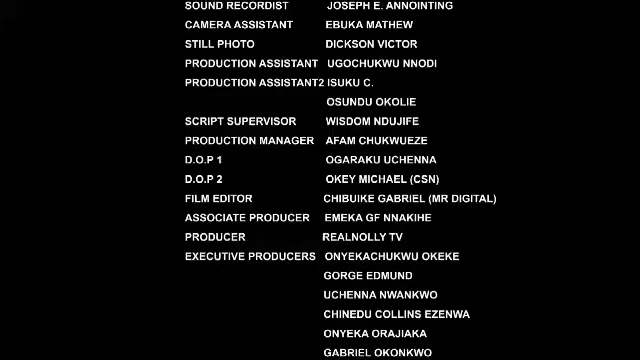 SOUND RECORDIST JOSEPH E. ANNOINTING
CAMERA ASSISTANT EBUKA MATHEW
STILL PHOTO DICKSON VICTOR
PRODUCTION ASSISTANT UGOCHUKWU NNODI
PRODUCTION ASSISTANT2 ISUKU C.
OSUNDU OKOLIE
SCRIPT SUPERVISOR WISDOM NDUJIFE
PRODUCTION MANAGER AFAM CHUKWUEZE
D.O.P 1 OGARAKU UCHENNA
D.O.P 2 OKEY MICHAEL (CSN)
FILM EDITOR CHIBUIKE GABRIEL (MR DIGITAL)
ASSOCIATE PRODUCER EMEKA GF NNAKIHE
PRODUCER REALNOLLY TV
EXECUTIVE PRODUCERS ONYEKACHUKWU OKEKE
GORGE EDMUND
UCHENNA NWANKWO
CHINEDU COLLINS EZENWA
ONYEKA ORAJIAKA
GABRIEL OKONKWO